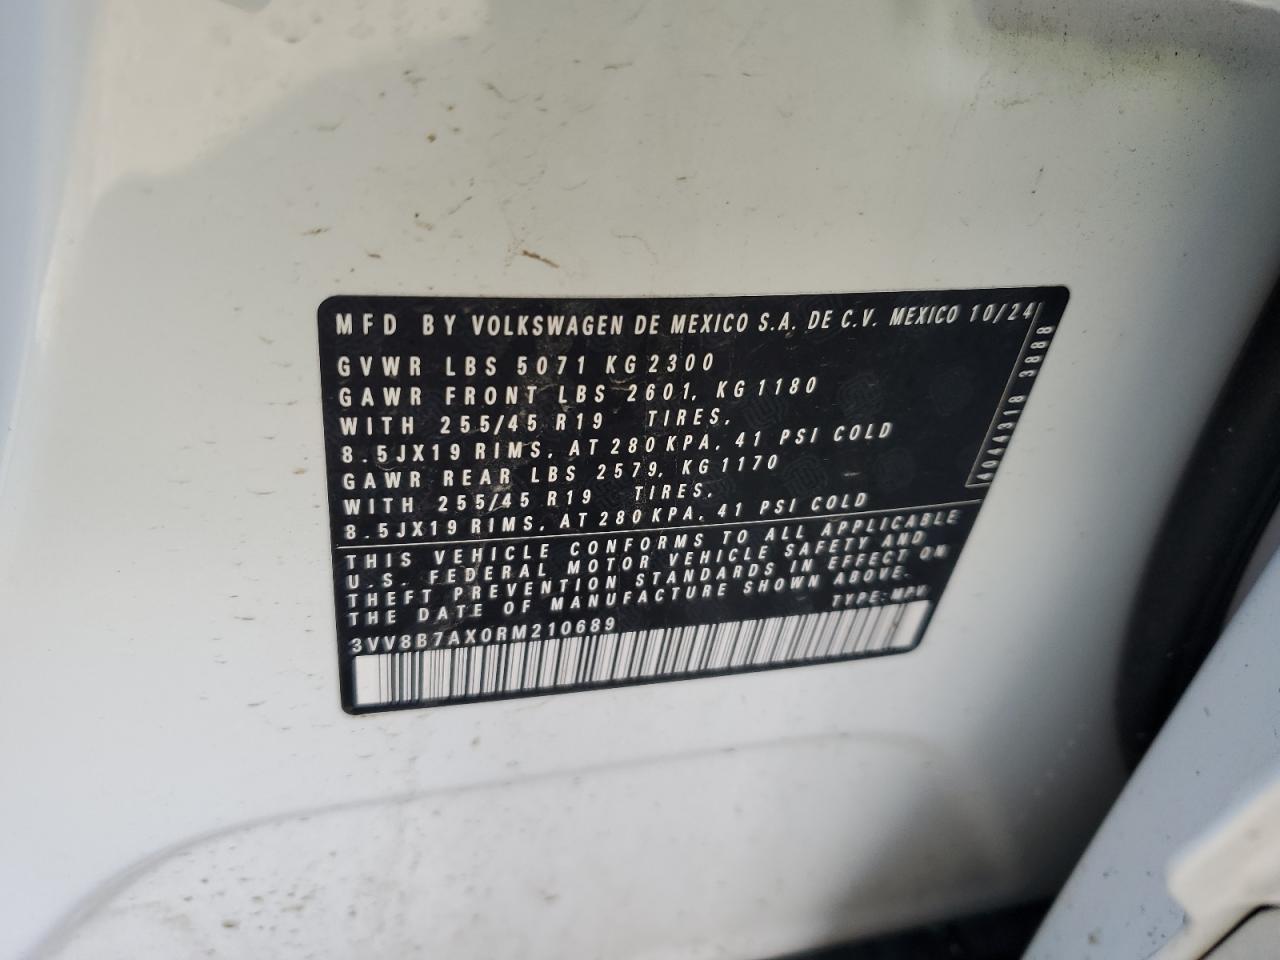 MFD BY VOLKSWAGEN DE MEXICO S.A. DE C.V. MEXICO 10/24
GVWR LBS 5071 KG 2300
GAWR FRONT LBS 2601, KG 1180
WITH 255/45 R19 TIRES,
8.5JX19 RIMS, AT 280 KPA, 41 PSI COLD
GAWR REAR LBS 2579, KG 1170
WITH 255/45 R19 TIRES,
8.5JX19 RIMS, AT 280 KPA, 41 PSI COLD
4044318 3888
THIS VEHICLE CONFORMS TO ALL APPLICABLE
U.S. FEDERAL MOTOR VEHICLE SAFETY AND
THEFT PREVENTION STANDARDS IN EFFECT ON
THE DATE OF MANUFACTURE SHOWN ABOVE.
3VV8B7AX0RM210689 TYPE: MPV